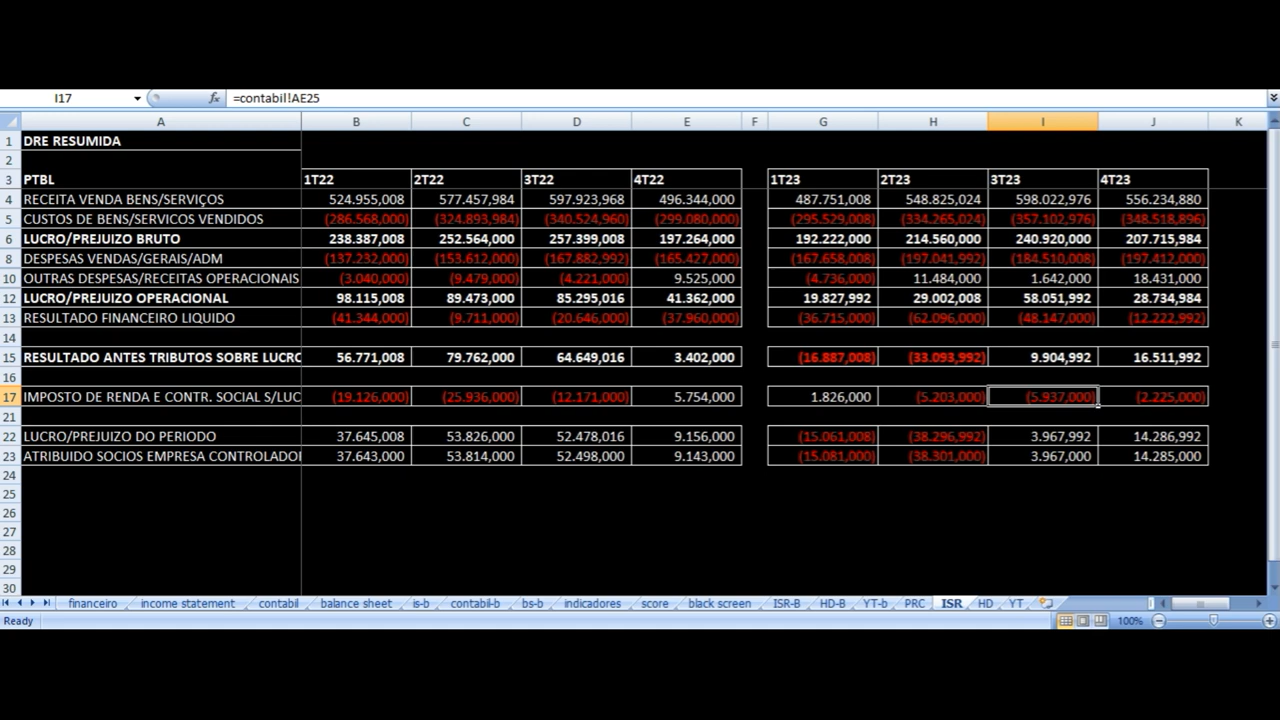 I17 fx =contabil!AE25
A B C D E F G H I J K
1 DRE RESUMIDA
2
3 PTBL 1T22 2T22 3T22 4T22 1T23 2T23 3T23 4T23
4 RECEITA VENDA BENS/SERVIÇOS 524.955,008 577.457,984 597.923,968 496.344,000 487.751,008 548.825,024 598.022,976 556.234,880
5 CUSTOS DE BENS/SERVICOS VENDIDOS (286.568,000) (324.893,984) (340.524,960) (299.080,000) (295.529,008) (334.265,024) (357.102,976) (348.518,896)
6 LUCRO/PREJUIZO BRUTO 238.387,008 252.564,000 257.399,008 197.264,000 192.222,000 214.560,000 240.920,000 207.715,984
8 DESPESAS VENDAS/GERAIS/ADM (137.232,000) (153.612,000) (167.882,992) (165.427,000) (167.658,000) (197.041,992) (184.510,008) (197.412,000)
10 OUTRAS DESPESAS/RECEITAS OPERACIONAIS (3.040,000) (9.479,000) (4.221,000) 9.525,000 (4.736,000) 11.484,000 1.642,000 18.431,000
12 LUCRO/PREJUIZO OPERACIONAL 98.115,008 89.473,000 85.295,016 41.362,000 19.827,992 29.002,008 58.051,992 28.734,984
13 RESULTADO FINANCEIRO LIQUIDO (41.344,000) (9.711,000) (20.646,000) (37.960,000) (36.715,000) (62.096,000) (48.147,000) (12.222,992)
14
15 RESULTADO ANTES TRIBUTOS SOBRE LUCRO 56.771,008 79.762,000 64.649,016 3.402,000 (16.887,008) (33.093,992) 9.904,992 16.511,992
16
17 IMPOSTO DE RENDA E CONTR. SOCIAL S/LUC (19.126,000) (25.936,000) (12.171,000) 5.754,000 1.826,000 (5.203,000) (5.937,000) (2.225,000)
21
22 LUCRO/PREJUIZO DO PERIODO 37.645,008 53.826,000 52.478,016 9.156,000 (15.061,008) (38.296,992) 3.967,992 14.286,992
23 ATRIBUIDO SOCIOS EMPRESA CONTROLADO 37.643,000 53.814,000 52.498,000 9.143,000 (15.081,000) (38.301,000) 3.967,000 14.285,000
24
25
26
27
28
29
30
financeiro income statement contabil balance sheet is-b contabil-b bs-b indicadores score black screen ISR-B HD-B YT-b PRC ISR HD YT
Ready 100%